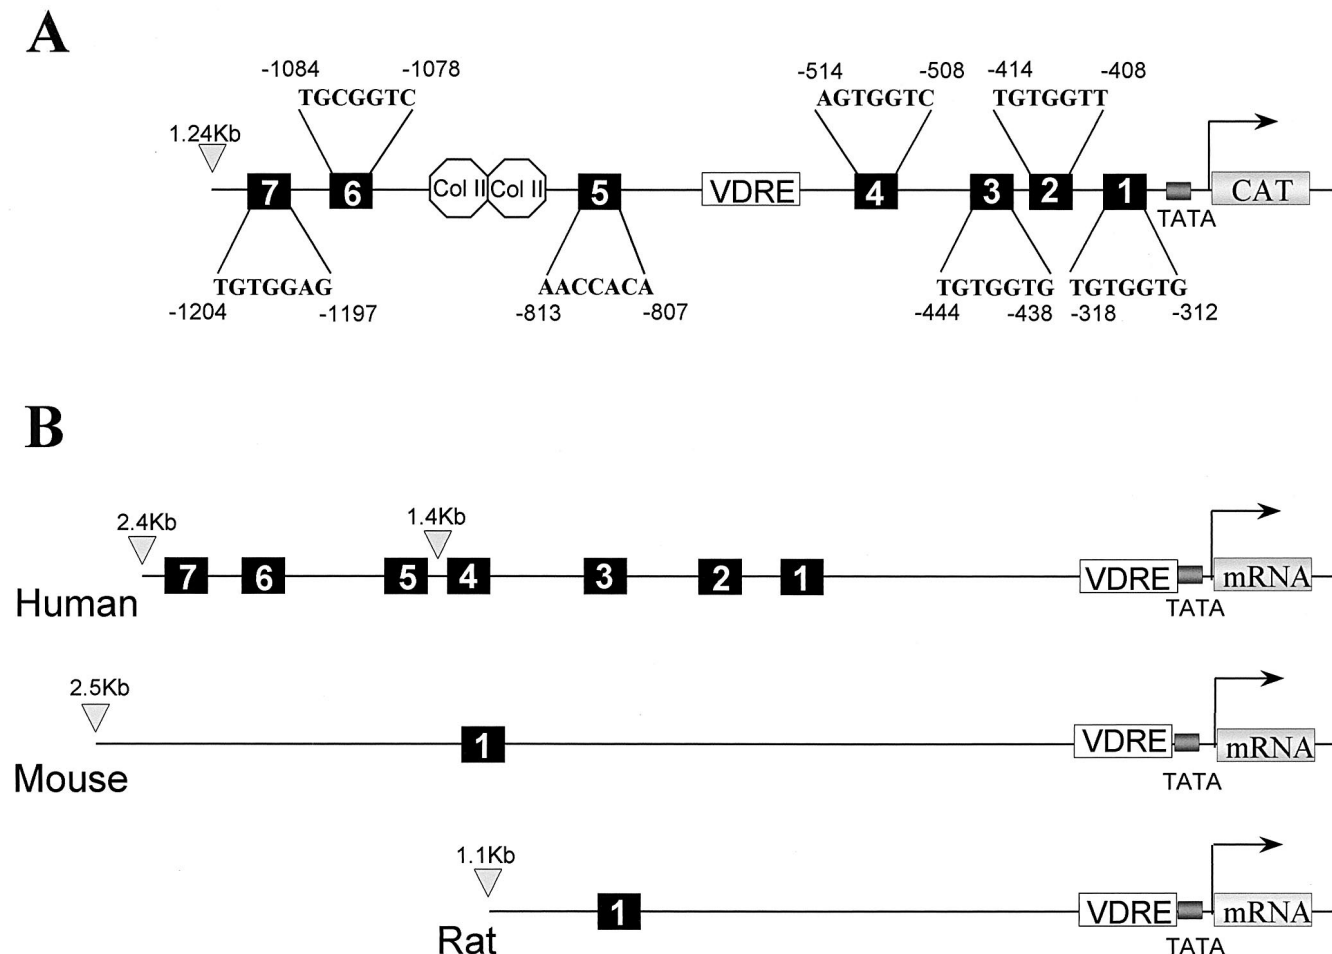 A
-1084 -1078 -514 -508 -414 -408
TGCGGTC AGTGGTC TGTGGTT
1.24Kb
7 6 Col II Col II 5 VDRE 4 3 2 1 CAT
TATA
TGTGGAG AACCACA TGTGGTG TGTGGTG
-1204 -1197 -813 -807 -444 -438 -318 -312
B
2.4Kb 1.4Kb
7 6 5 4 3 2 1 VDRE mRNA
Human TATA
2.5Kb
1 VDRE mRNA
Mouse TATA
1.1Kb
1 VDRE mRNA
Rat TATA